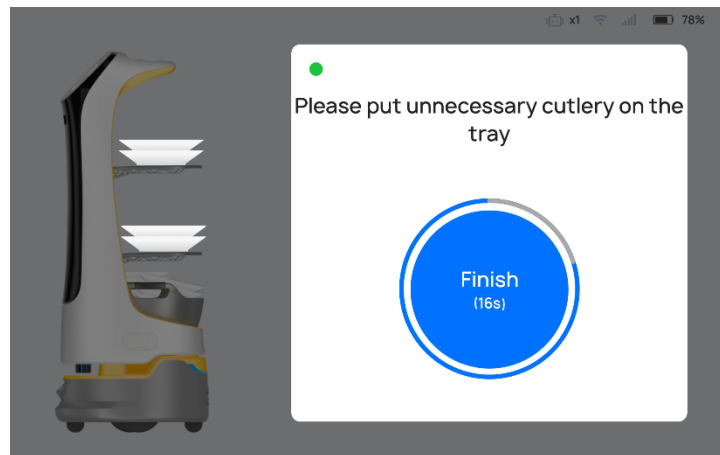 x1 78%
Please put unnecessary cutlery on the
tray
Finish
(16s)